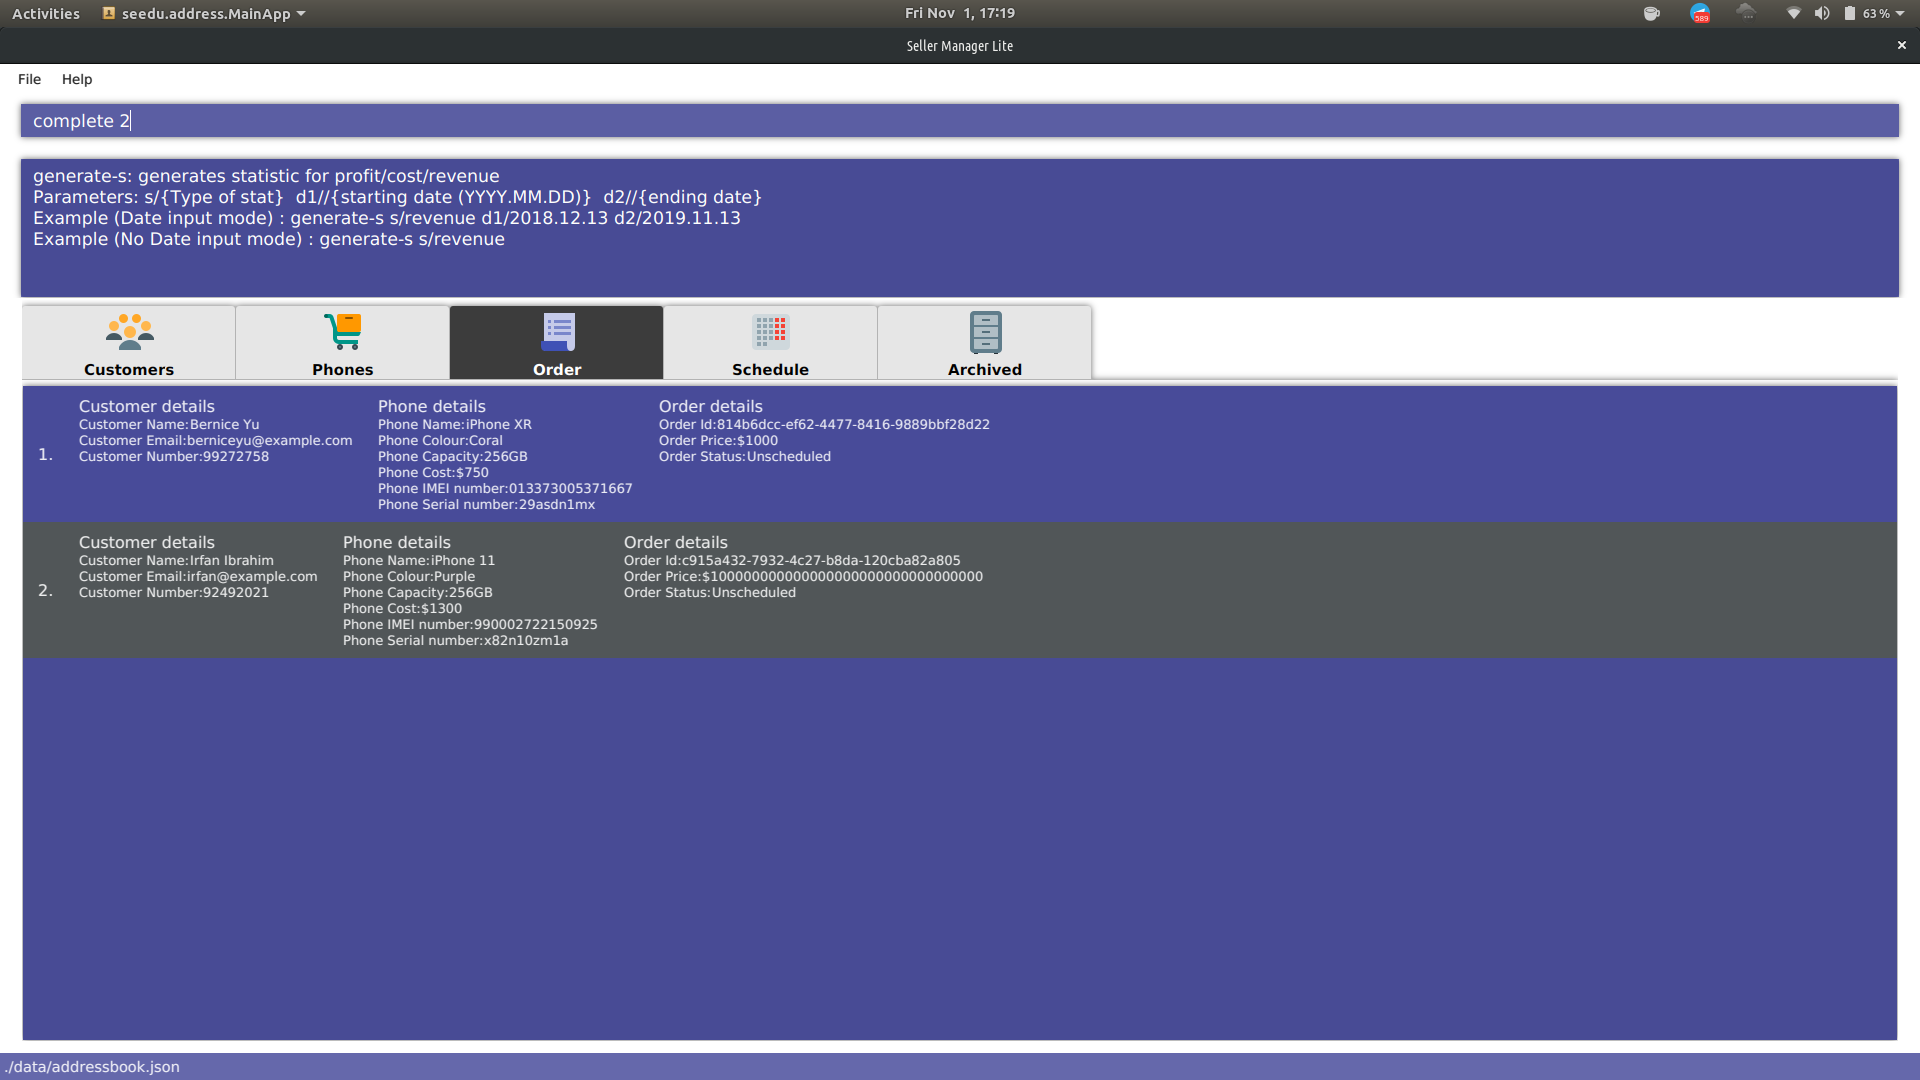 Activities seedu.address.MainApp Fri Nov 1, 17:19 589 63 %
Seller Manager Lite
File Help
complete 2
generate-s: generates statistic for profit/cost/revenue
Parameters: s/{Type of stat} d1//{starting date (YYYY.MM.DD)} d2//{ending date}
Example (Date input mode) : generate-s s/revenue d1/2018.12.13 d2/2019.11.13
Example (No Date input mode) : generate-s s/revenue
Customers Phones Order Schedule Archived
1.
Customer details
Customer Name:Bernice Yu
Customer Email:berniceyu@example.com
Customer Number:99272758
Phone details
Phone Name:iPhone XR
Phone Colour:Coral
Phone Capacity:256GB
Phone Cost:$750
Phone IMEI number:013373005371667
Phone Serial number:29asdn1mx
Order details
Order Id:814b6dcc-ef62-4477-8416-9889bbf28d22
Order Price:$1000
Order Status:Unscheduled
2.
Customer details
Customer Name:Irfan Ibrahim
Customer Email:irfan@example.com
Customer Number:92492021
Phone details
Phone Name:iPhone 11
Phone Colour:Purple
Phone Capacity:256GB
Phone Cost:$1300
Phone IMEI number:990002722150925
Phone Serial number:x82n10zm1a
Order details
Order Id:c915a432-7932-4c27-b8da-120cba82a805
Order Price:$100000000000000000000000000000000
Order Status:Unscheduled
./data/addressbook.json